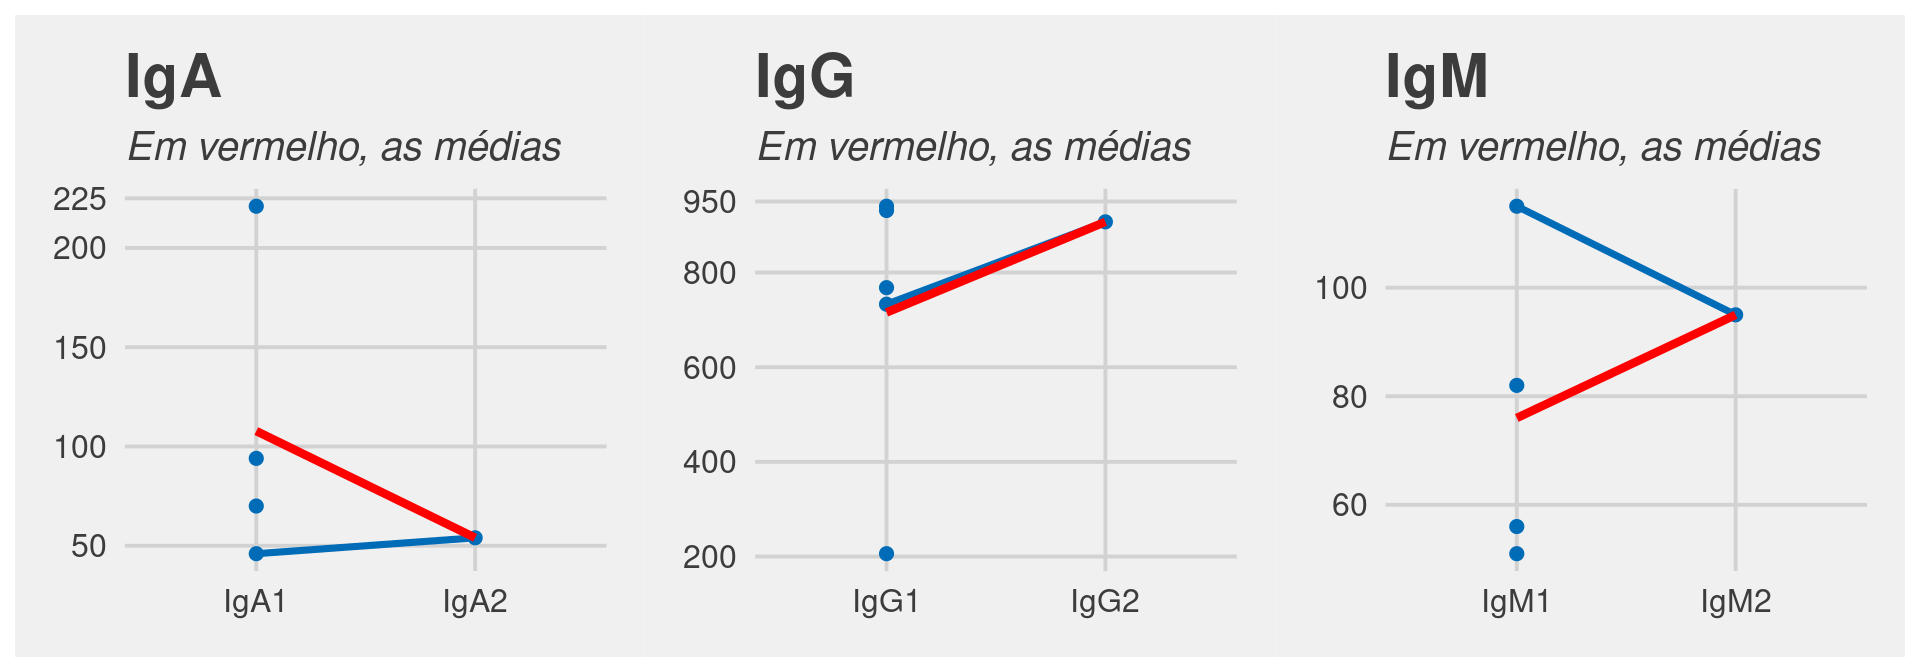 IgA
Em vermelho, as médias
225
200
150
100
50
IgA1 IgA2
IgG
Em vermelho, as médias
950
800
600
400
200
IgG1 IgG2
IgM
Em vermelho, as médias
100
80
60
IgM1 IgM2